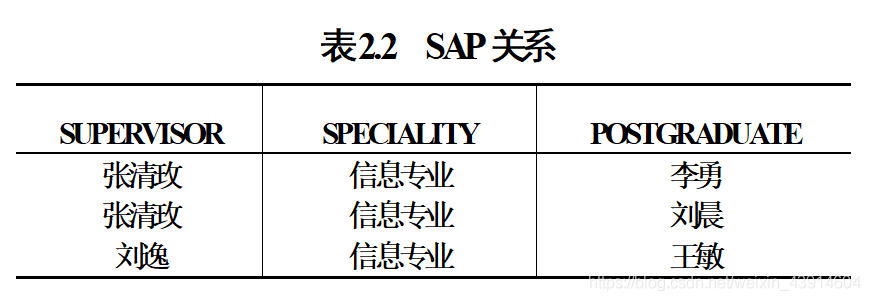 表2.2 SAP 关系
SUPERVISOR SPECIALITY POSTGRADUATE
张清玫 信息专业 李勇
张清玫 信息专业 刘晨
刘逸 信息专业 王敏
https://blog.csdn.net/weixin_43914604